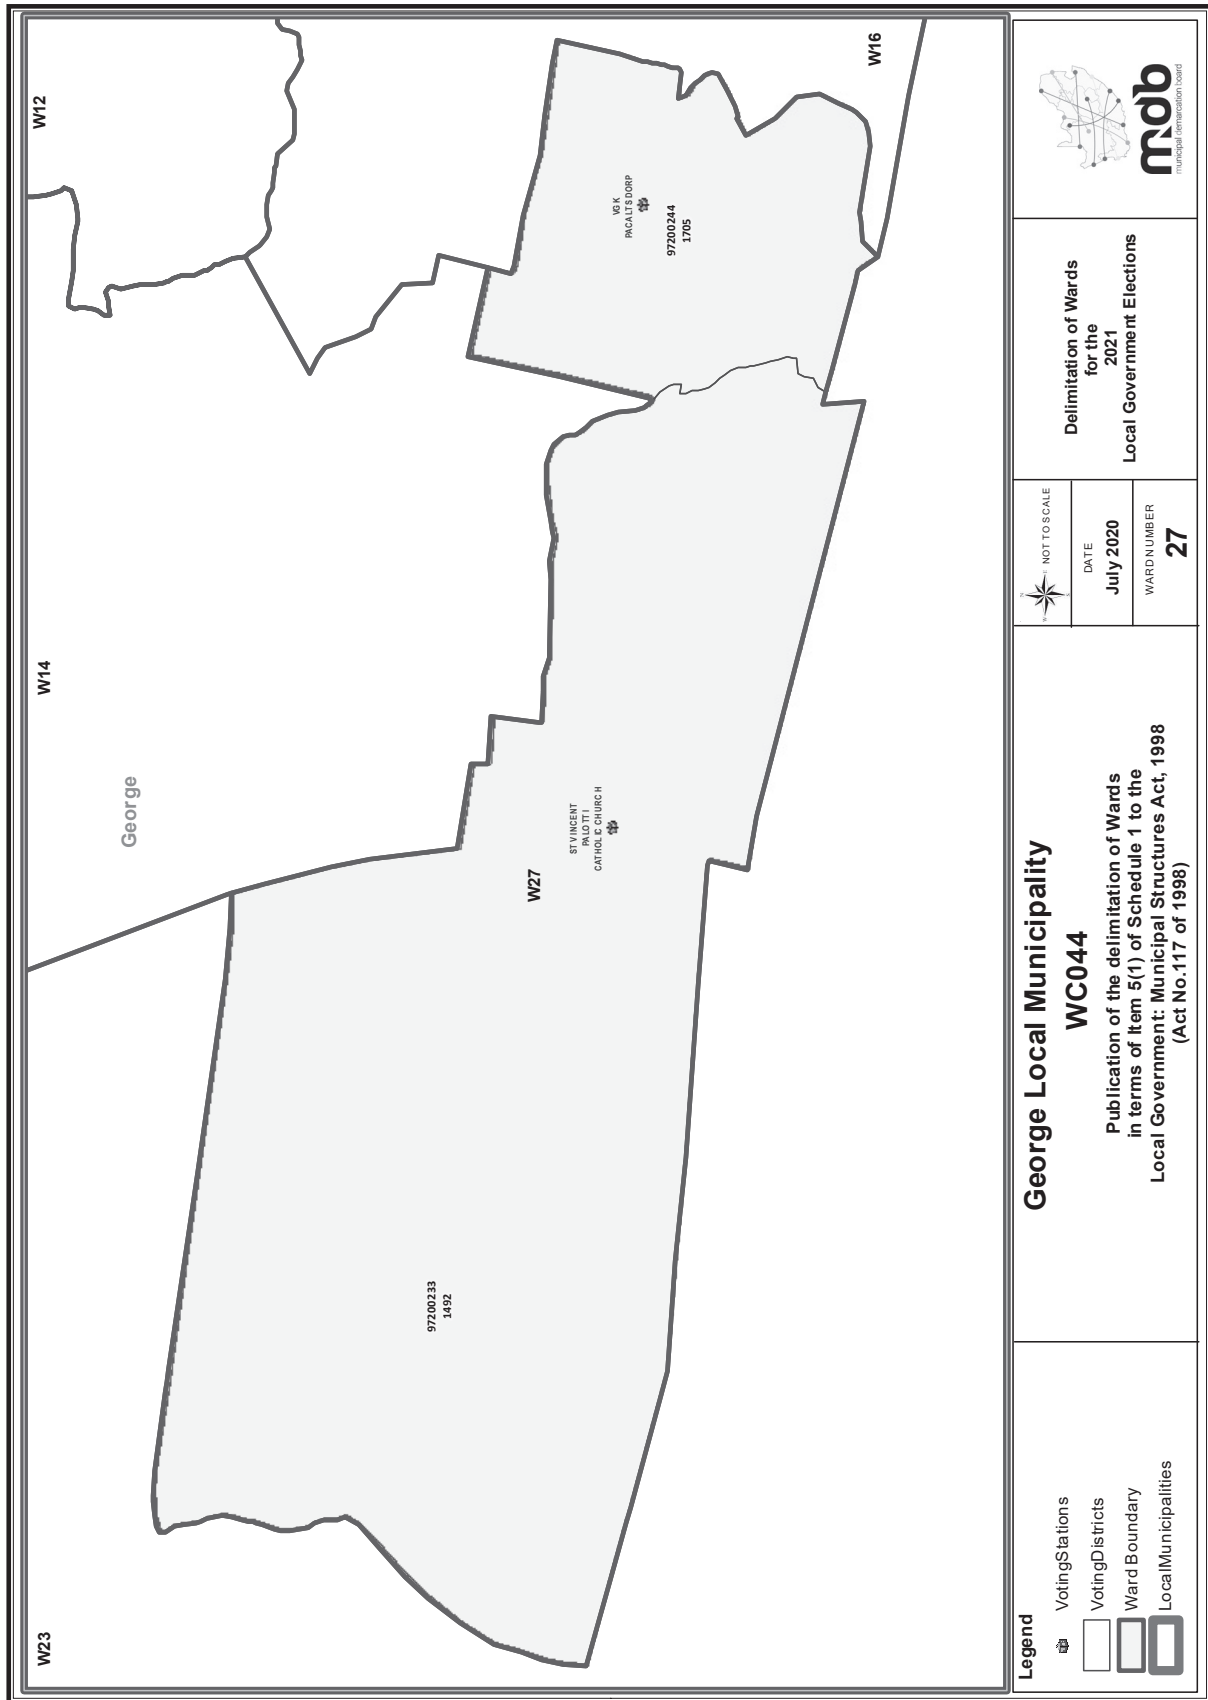 W23
W14
W12
George
VG K
PACALTSDORP
97200244
1705
ST VINCENT
PALOTTI
CATHOLIC CHURCH
W27
97200233
1492
W16
Legend
VotingStations
VotingDistricts
Ward Boundary
LocalMunicipalities
George Local Municipality
WC044
Publication of the delimitation of Wards
in terms of Item 5(1) of Schedule 1 to the
Local Government: Municipal Structures Act, 1998
(Act No.117 of 1998)
N
W E
S
NOT TO SCALE
DATE
July 2020
WARD NUMBER
27
Delimitation of Wards
for the
2021
Local Government Elections
mdb
municipal demarcation board